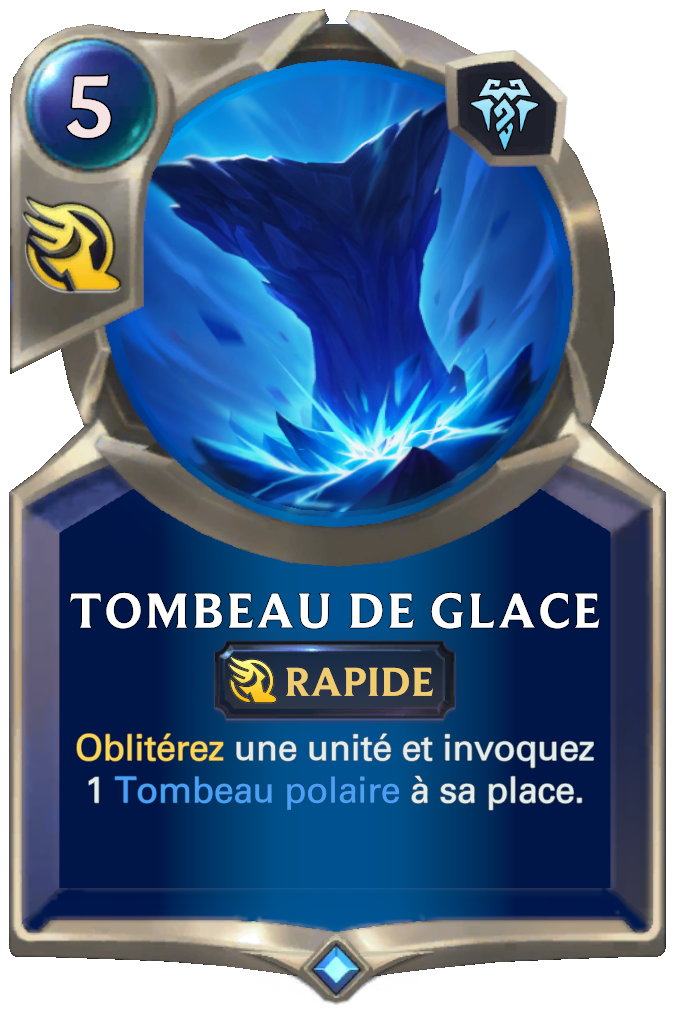 5
TOMBEAU DE GLACE
RAPIDE
Oblitérez une unité et invoquez
1 Tombeau polaire à sa place.